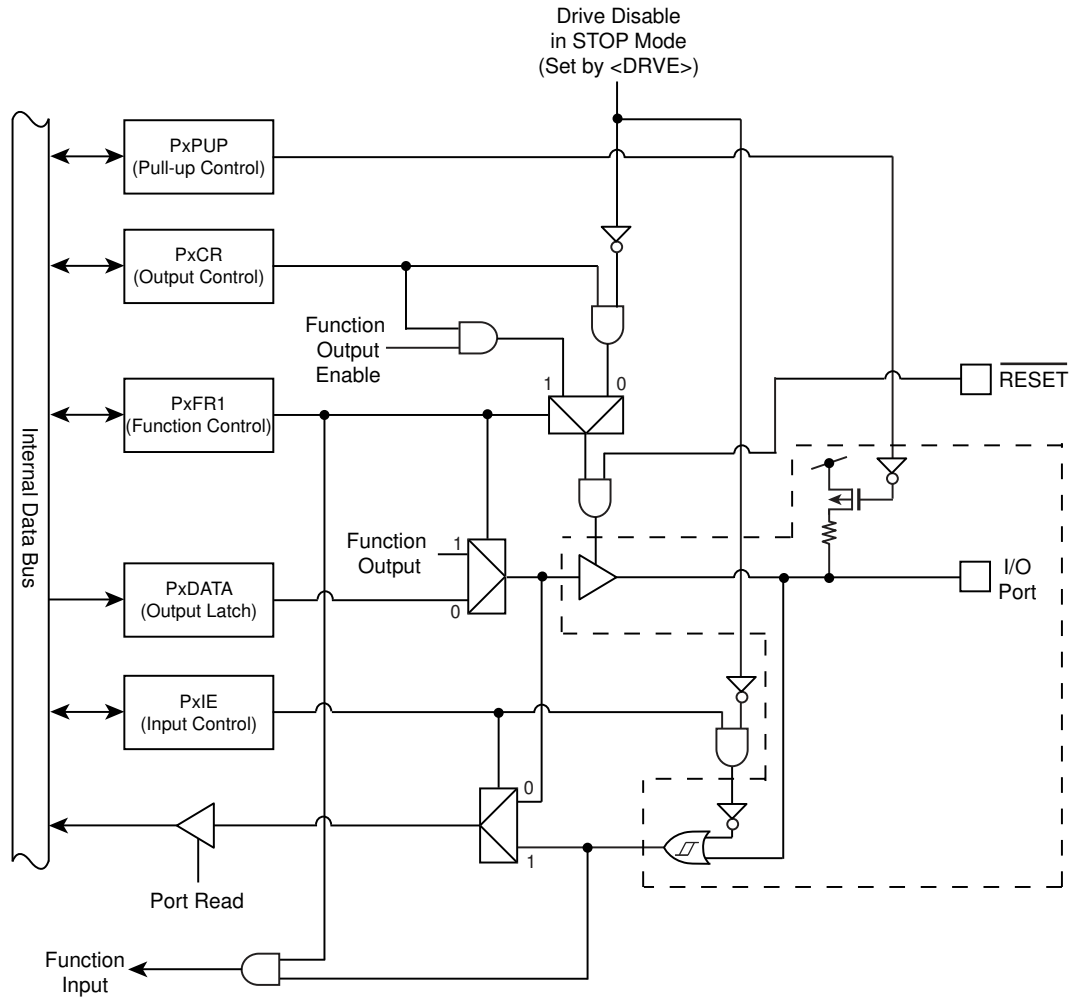 Drive Disable
in STOP Mode
(Set by <DRVE>)
PxPUP
(Pull-up Control)
PxCR
(Output Control)
Function
Output
Enable
1
0
RESET
PxFR1
(Function Control)
Internal Data Bus
Function
Output
1
0
I/O
Port
PxDATA
(Output Latch)
PxIE
(Input Control)
0
1
Port Read
Function
Input